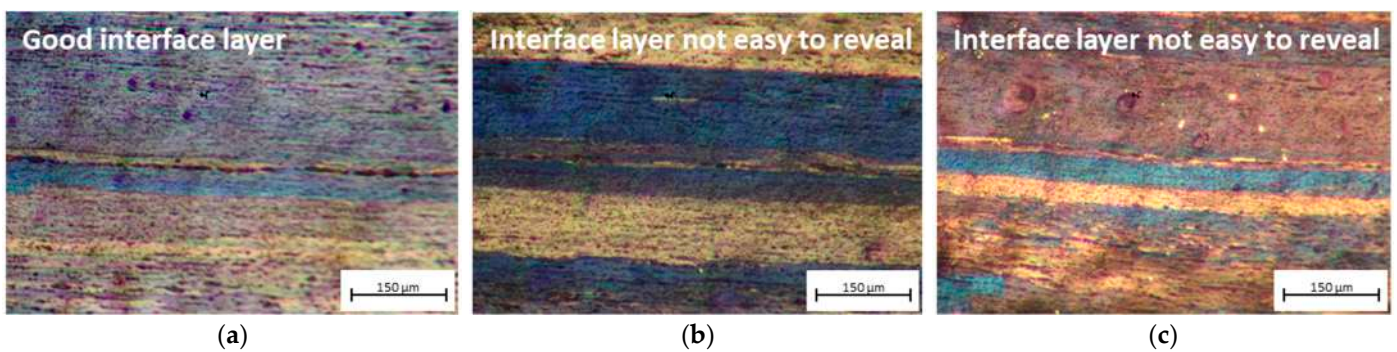 Good interface layer
Interface layer not easy to reveal
Interface layer not easy to reveal
150 µm
150 µm
150 µm
(a)
(b)
(c)